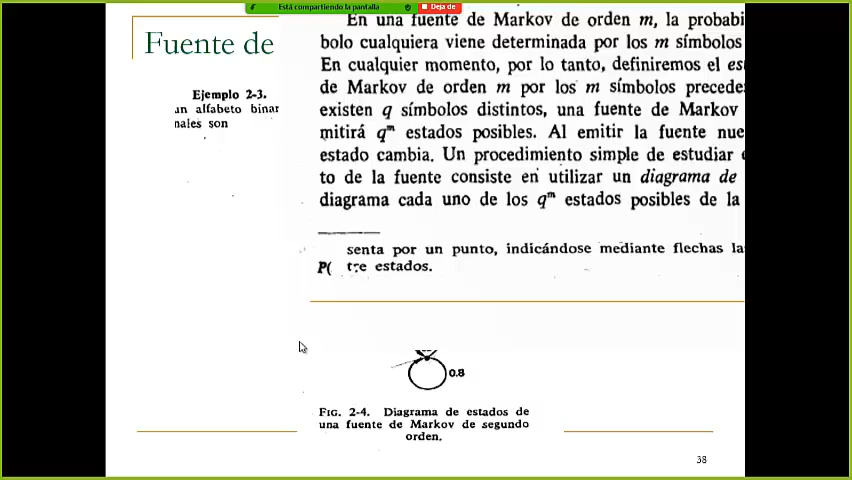 Está compartiendo la pantalla
Deja de
Fuente de
Ejemplo 2-3.
un alfabeto binar
nales son
En una fuente de Markov de orden m, la probabi
bolo cualquiera viene determinada por los m símbolos
En cualquier momento, por lo tanto, definiremos el es
de Markov de orden m por los m símbolos precede
existen q símbolos distintos, una fuente de Markov
mitirá qᵐ estados posibles. Al emitir la fuente nue
estado cambia. Un procedimiento simple de estudiar
to de la fuente consiste en utilizar un diagrama de
diagrama cada uno de los qᵐ estados posibles de la
senta por un punto, indicándose mediante flechas la
P( tre estados.
0.8
FIG. 2-4. Diagrama de estados de
una fuente de Markov de segundo
orden.
38